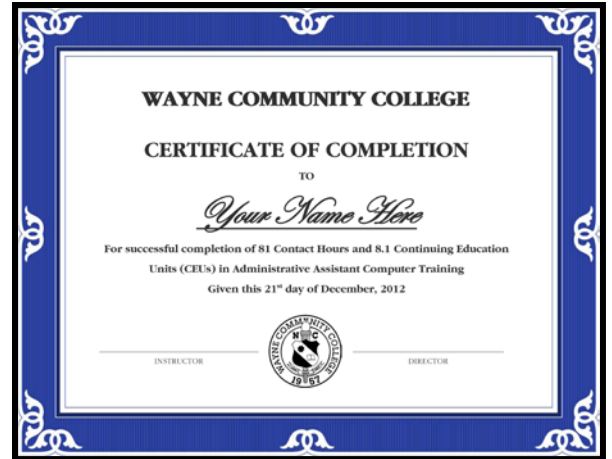 WAYNE COMMUNITY COLLEGE
CERTIFICATE OF COMPLETION
TO
Your Name Here
For successful completion of 81 Contact Hours and 8.1 Continuing Education
Units (CEUs) in Administrative Assistant Computer Training
Given this 21st day of December, 2012
INSTRUCTOR
WAYNE COMMUNITY COLLEGE
N C
1957
DIRECTOR